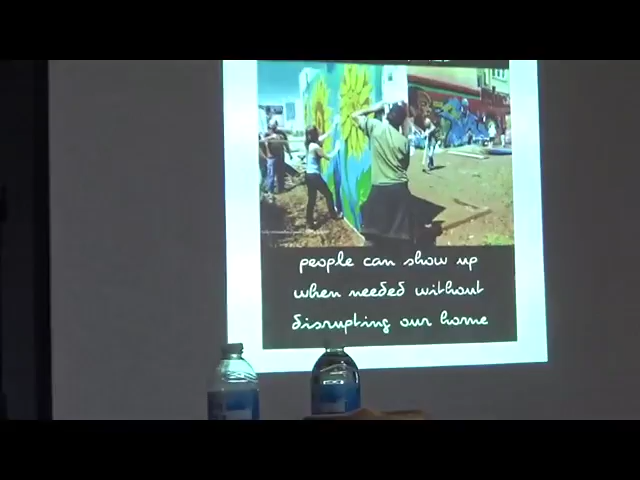 people can show up
when needed without
disrupting our home